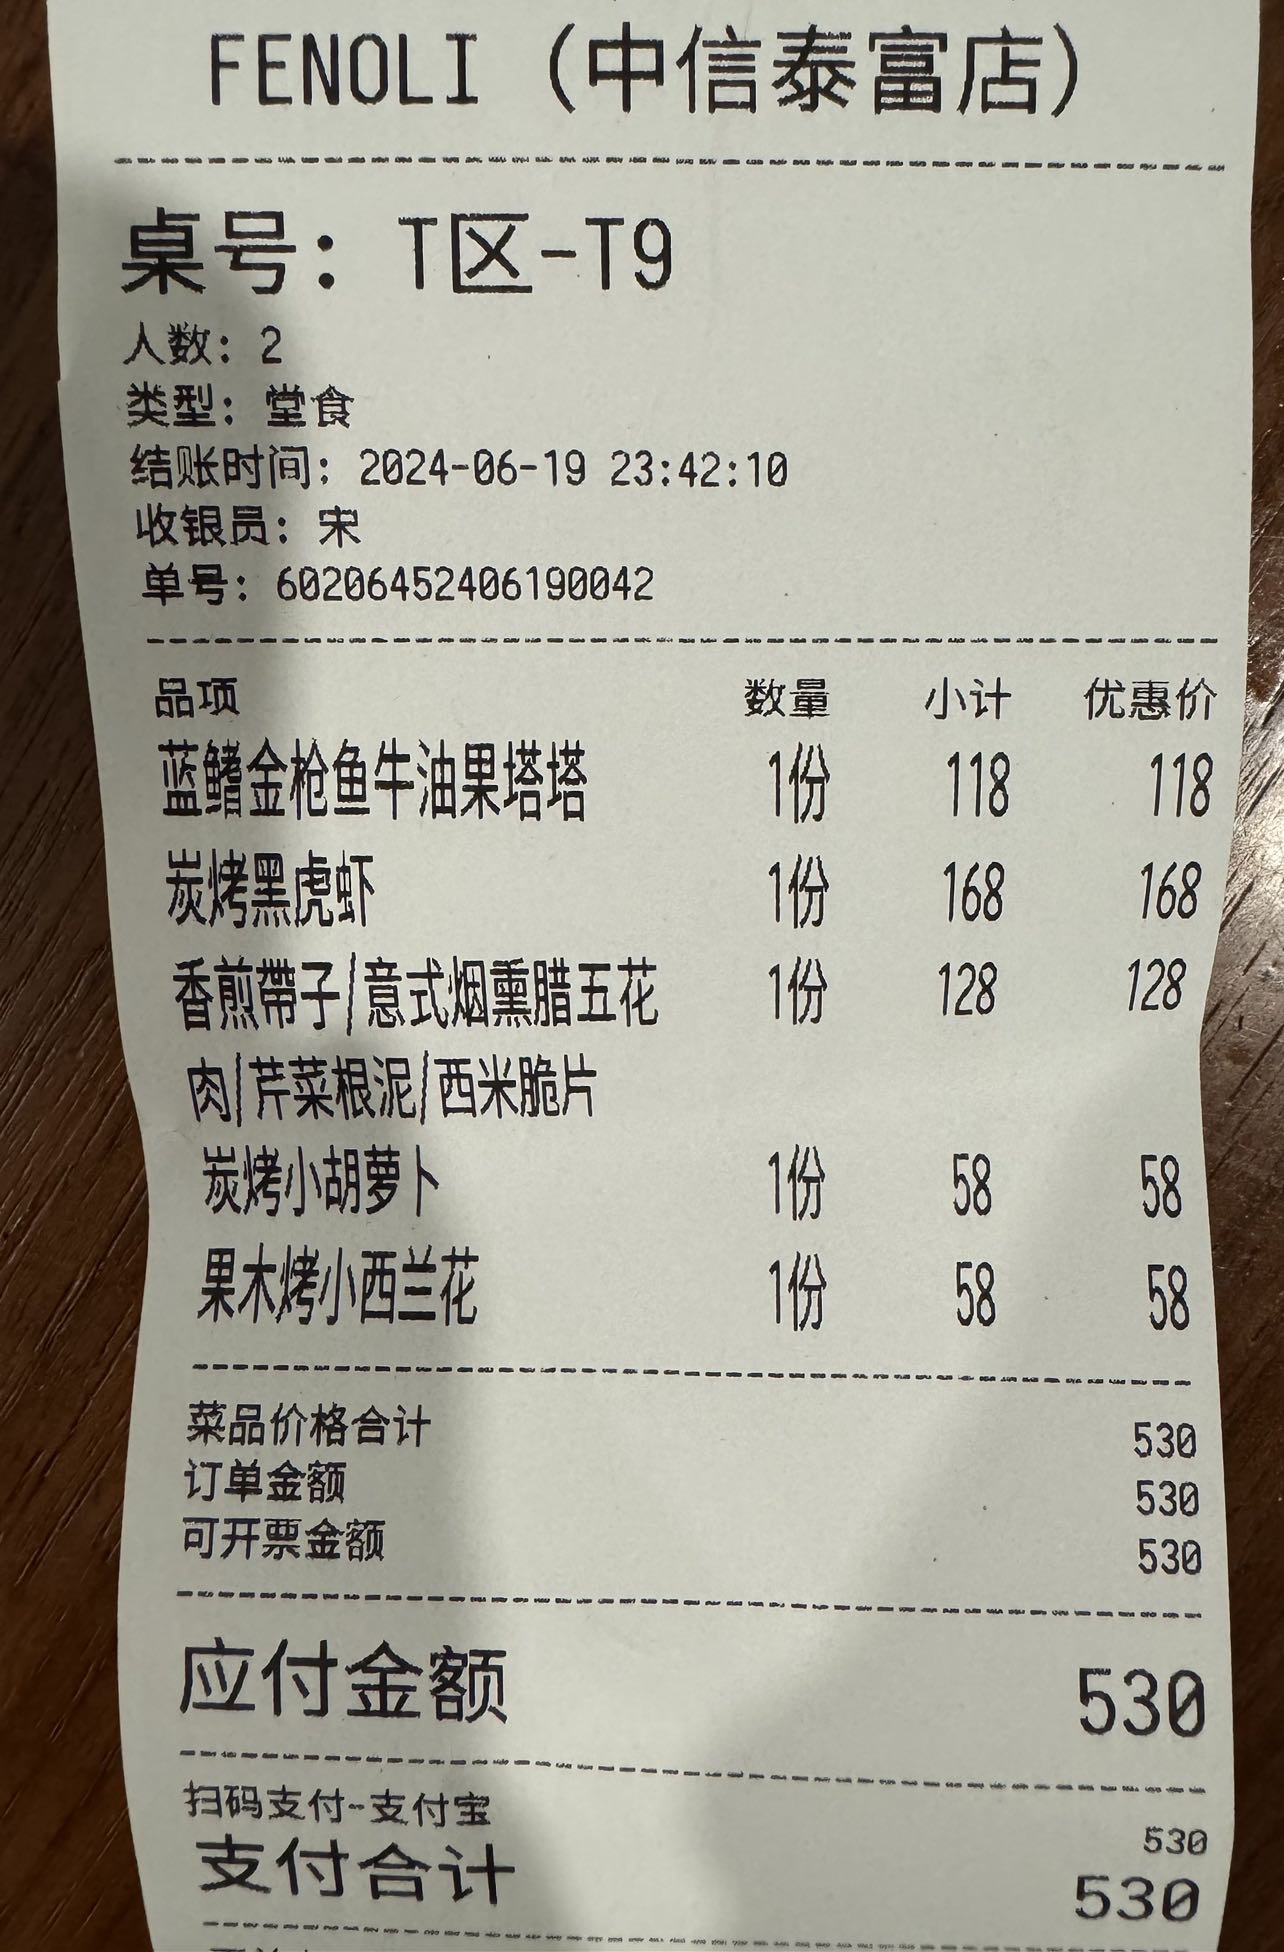 FENOLI（中信泰富店）
桌号：T区-T9
人数：2
类型：堂食
结账时间：2024-06-19 23:42:10
收银员：宋
单号：60206452406190042
品项 数量 小计 优惠价
蓝鳍金枪鱼牛油果塔塔 1份 118 118
炭烤黑虎虾 1份 168 168
香煎帶子/意式烟熏腊五花 1份 128 128
肉/芹菜根泥/西米脆片
炭烤小胡萝卜 1份 58 58
果木烤小西兰花 1份 58 58
菜品价格合计 530
订单金额 530
可开票金额 530
应付金额 530
扫码支付-支付宝 530
支付合计 530